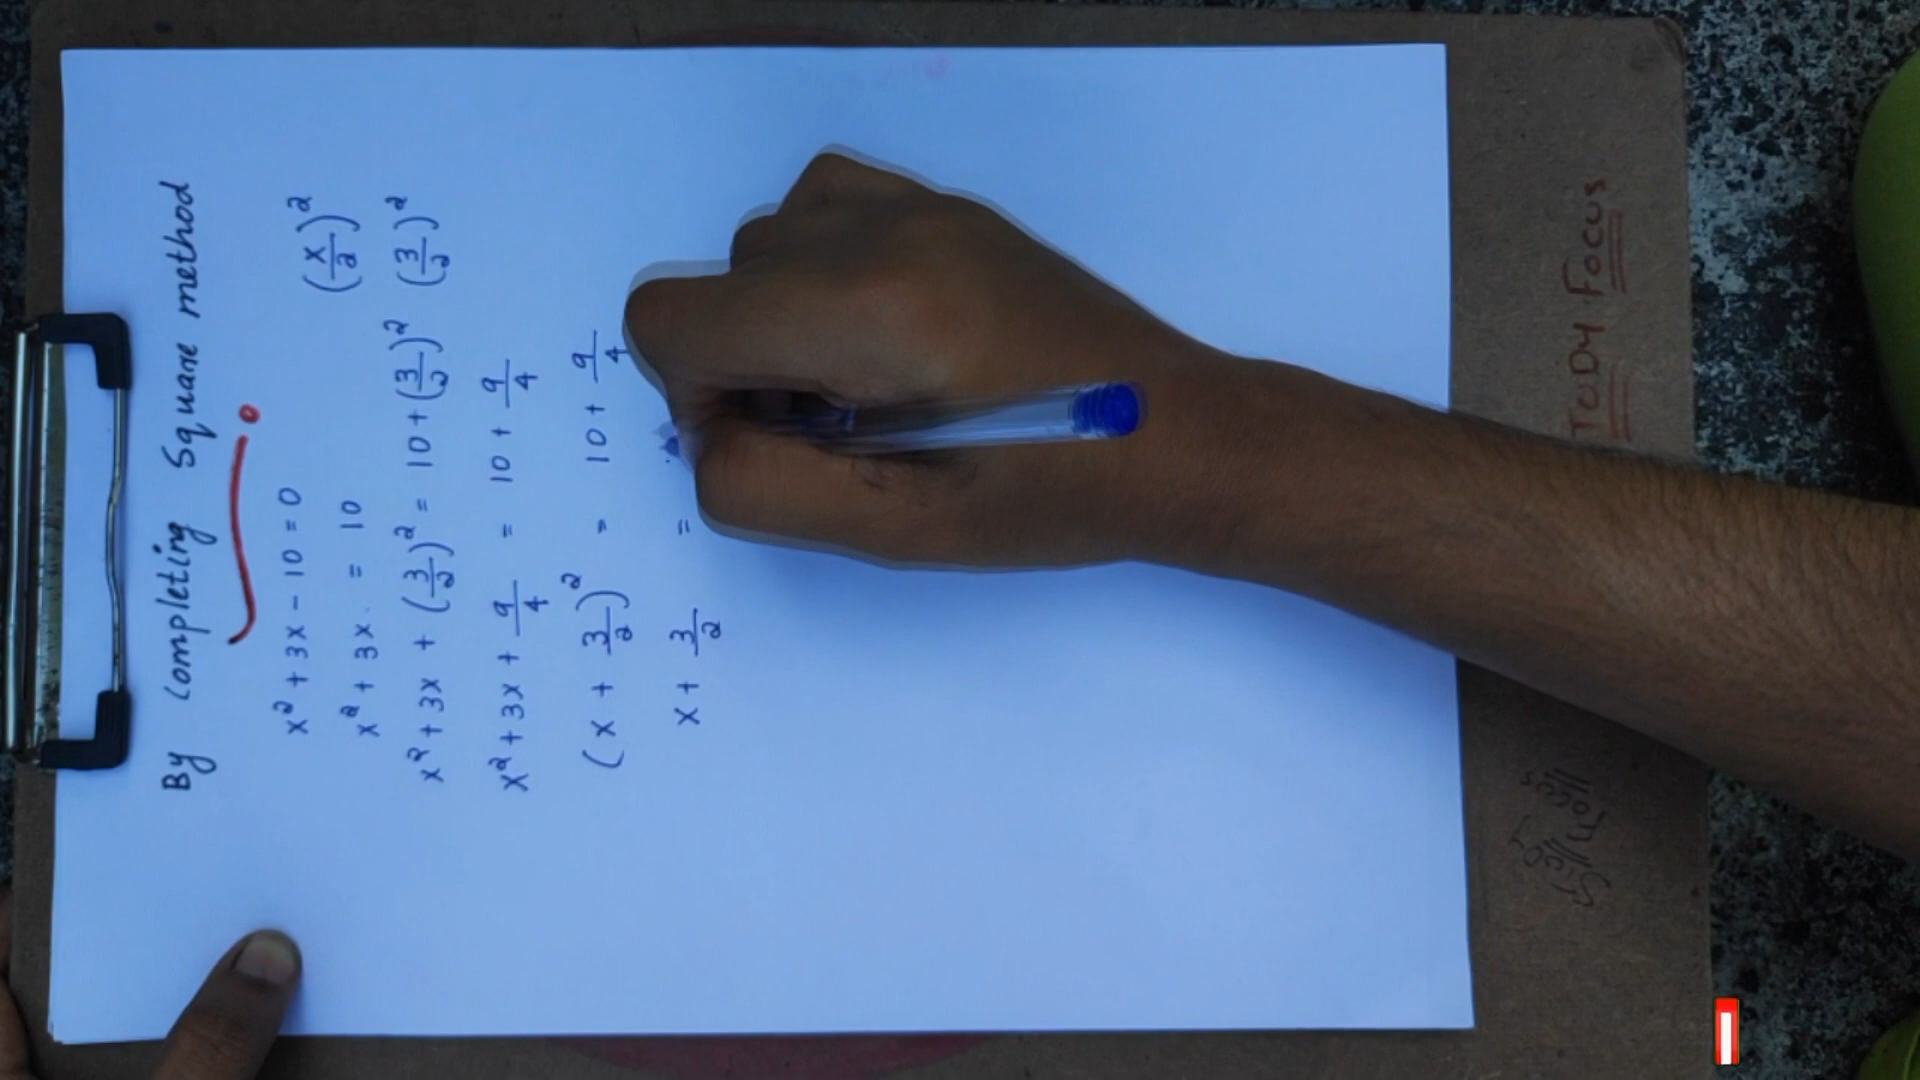 By Completing Square method
x² + 3x - 10 = 0
x² + 3x = 10 (x/2)²
x² + 3x + (3/2)² = 10 + (3/2)² (3/2)²
x² + 3x + 9/4 = 10 + 9/4
(x + 3/2)² = 10 + 9/4
x + 3/2 =
TUDY FOCUS